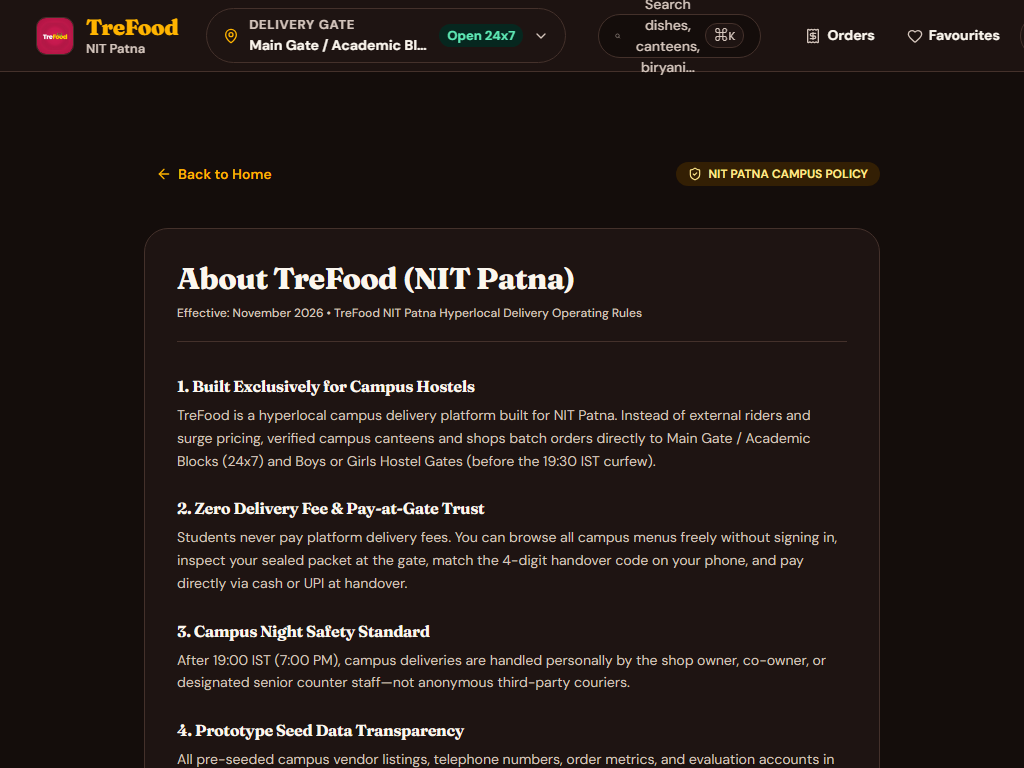 TreFood
TreFood
NIT Patna
DELIVERY GATE
Main Gate / Academic Bl...
Open 24x7
Search
dishes,
canteens,
biryani...
⌘K
Orders
Favourites
Back to Home
NIT PATNA CAMPUS POLICY
About TreFood (NIT Patna)
Effective: November 2026 • TreFood NIT Patna Hyperlocal Delivery Operating Rules
1. Built Exclusively for Campus Hostels
TreFood is a hyperlocal campus delivery platform built for NIT Patna. Instead of external riders and
surge pricing, verified campus canteens and shops batch orders directly to Main Gate / Academic
Blocks (24x7) and Boys or Girls Hostel Gates (before the 19:30 IST curfew).
2. Zero Delivery Fee & Pay-at-Gate Trust
Students never pay platform delivery fees. You can browse all campus menus freely without signing in,
inspect your sealed packet at the gate, match the 4-digit handover code on your phone, and pay
directly via cash or UPI at handover.
3. Campus Night Safety Standard
After 19:00 IST (7:00 PM), campus deliveries are handled personally by the shop owner, co-owner, or
designated senior counter staff—not anonymous third-party couriers.
4. Prototype Seed Data Transparency
All pre-seeded campus vendor listings, telephone numbers, order metrics, and evaluation accounts in